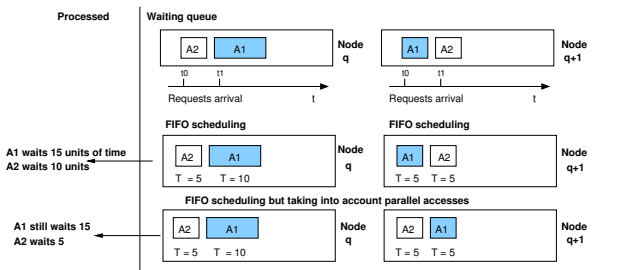 Processed
Waiting queue
A2 A1 Node q
A1 A2 Node q+1
t0 t1
t0 t1
Requests arrival t
Requests arrival t
FIFO scheduling
FIFO scheduling
A1 waits 15 units of time
A2 waits 10 units
A2 A1 Node q
T = 5 T = 10
A1 A2 Node q+1
T = 5 T = 5
FIFO scheduling but taking into account parallel accesses
A1 still waits 15
A2 waits 5
A2 A1 Node q
T = 5 T = 10
A2 A1 Node q+1
T = 5 T = 5